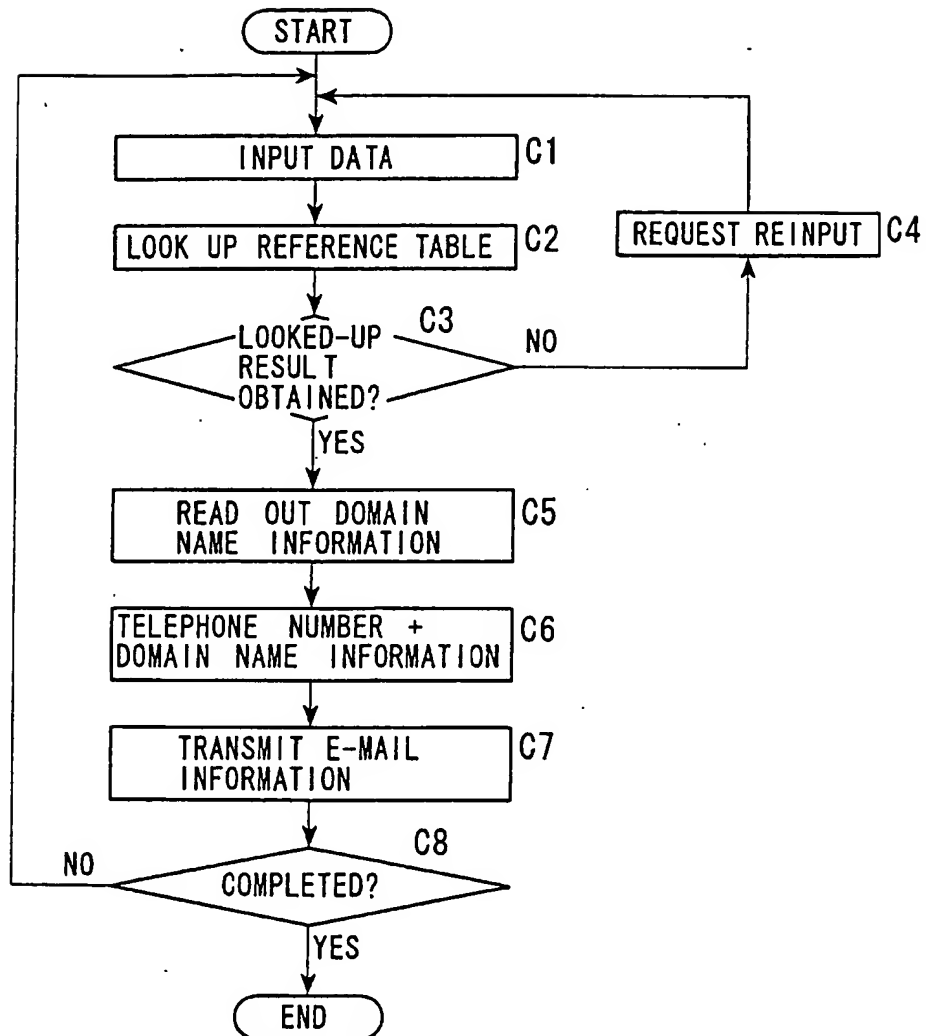 START
INPUT DATA C1
LOOK UP REFERENCE TABLE C2
REQUEST REINPUT C4
C3
LOOKED-UP
RESULT
OBTAINED?
NO
YES
READ OUT DOMAIN C5
NAME INFORMATION
TELEPHONE NUMBER + C6
DOMAIN NAME INFORMATION
TRANSMIT E-MAIL C7
INFORMATION
C8
NO
COMPLETED?
YES
END